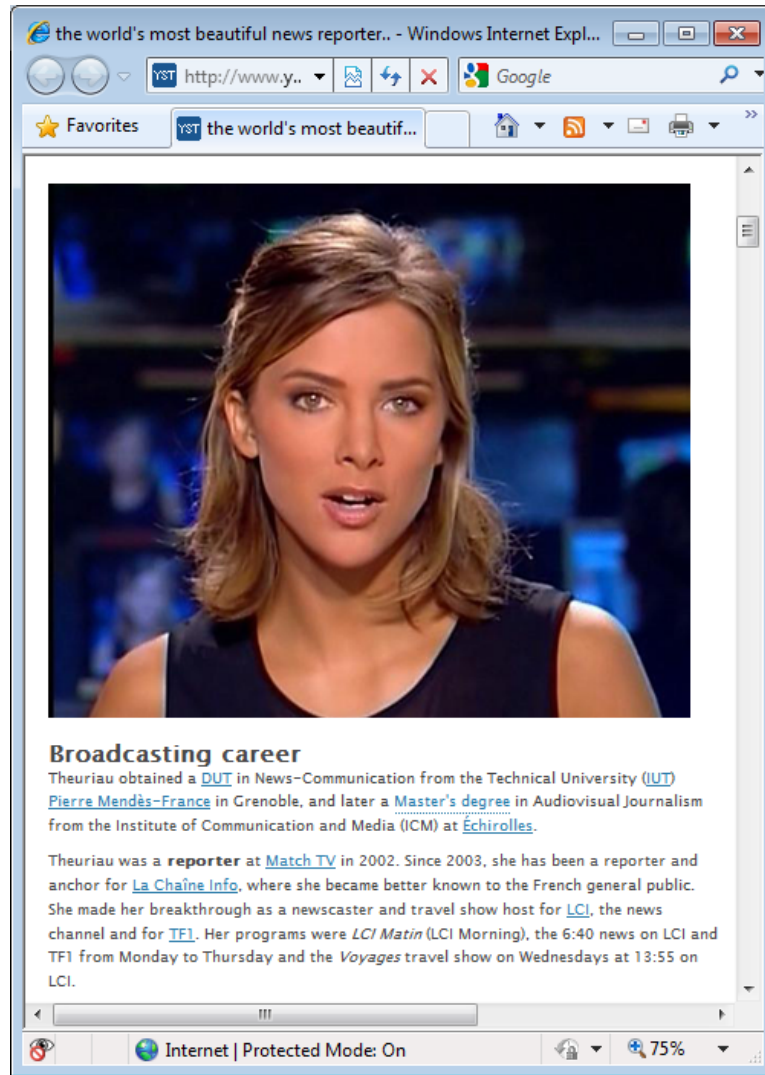 the world's most beautiful news reporter.. - Windows Internet Expl...
YST http://www.y..
Google
Favorites
YST the world's most beautif...
Broadcasting career
Theuriau obtained a DUT in News-Communication from the Technical University (IUT)
Pierre Mendès-France in Grenoble, and later a Master's degree in Audiovisual Journalism
from the Institute of Communication and Media (ICM) at Échirolles.
Theuriau was a reporter at Match TV in 2002. Since 2003, she has been a reporter and
anchor for La Chaîne Info, where she became better known to the French general public.
She made her breakthrough as a newscaster and travel show host for LCI, the news
channel and for TF1. Her programs were LCI Matin (LCI Morning), the 6:40 news on LCI and
TF1 from Monday to Thursday and the Voyages travel show on Wednesdays at 13:55 on
LCI.
Internet | Protected Mode: On
75%